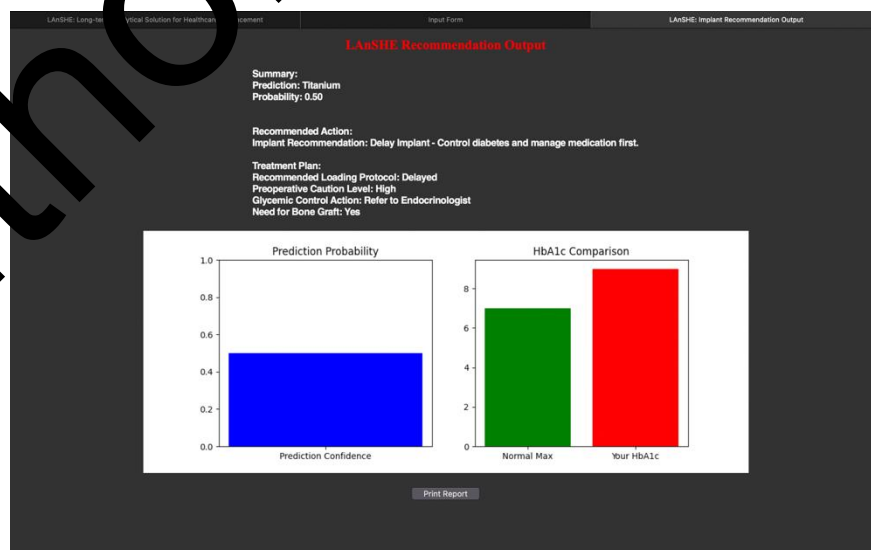 LAnSHE: Long-te
ytical Solution for Healthcar
cement
Input Form
LAnSHE: Implant Recommendation Output
LAnSHE Recommendation Output
Summary:
Prediction: Titanium
Probability: 0.50
Recommended Action:
Implant Recommendation: Delay Implant - Control diabetes and manage medication first.
Treatment Plan:
Recommended Loading Protocol: Delayed
Preoperative Caution Level: High
Glycemic Control Action: Refer to Endocrinologist
Need for Bone Graft: Yes
Prediction Probability
1.0
0.8
0.6
0.4
0.2
0.0
Prediction Confidence
HbA1c Comparison
8
6
4
2
0
Normal Max
Your HbA1c
Print Report